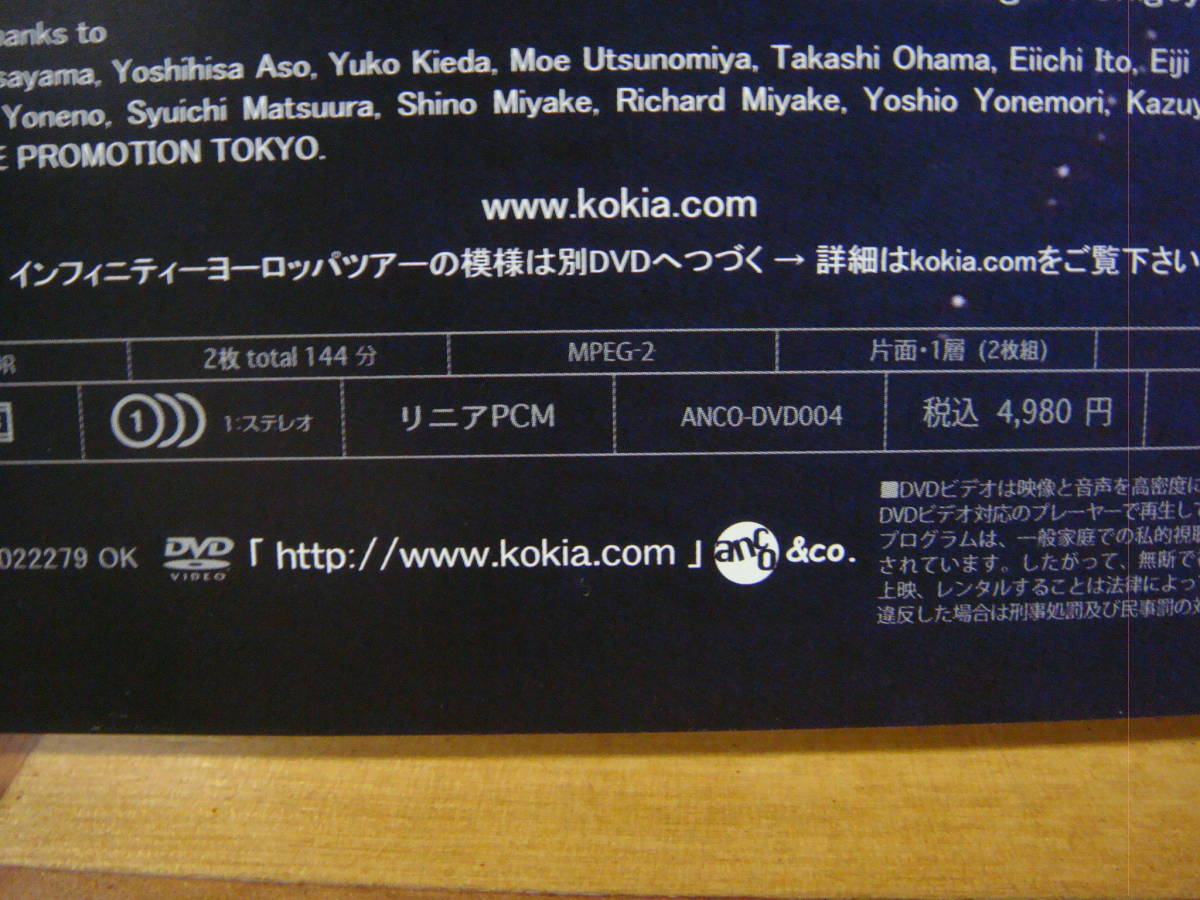 anks to
sayama, Yoshihisa Aso, Yuko Kieda, Moe Utsunomiya, Takashi Ohama, Eiichi Ito, Eiji
Yoneno, Syuichi Matsuura, Shino Miyake, Richard Miyake, Yoshio Yonemori, Kazuy
E PROMOTION TOKYO.
www.kokia.com
インフィニティーヨーロッパツアーの模様は別DVDへつづく → 詳細はkokia.comをご覧下さい
2枚 total 144 分 MPEG-2 片面・1層 (2枚組)
1 1:ステレオ リニアPCM ANCO-DVD004 税込 4,980 円
022279 OK DVD VIDEO 「 http://www.kokia.com 」 anco &co.
■DVDビデオは映像と音声を高密度に
DVDビデオ対応のプレーヤーで再生して
プログラムは、一般家庭での私的視聴
されています。したがって、無断で
上映、レンタルすることは法律によっ
違反した場合は刑事処罰及び民事罰の対